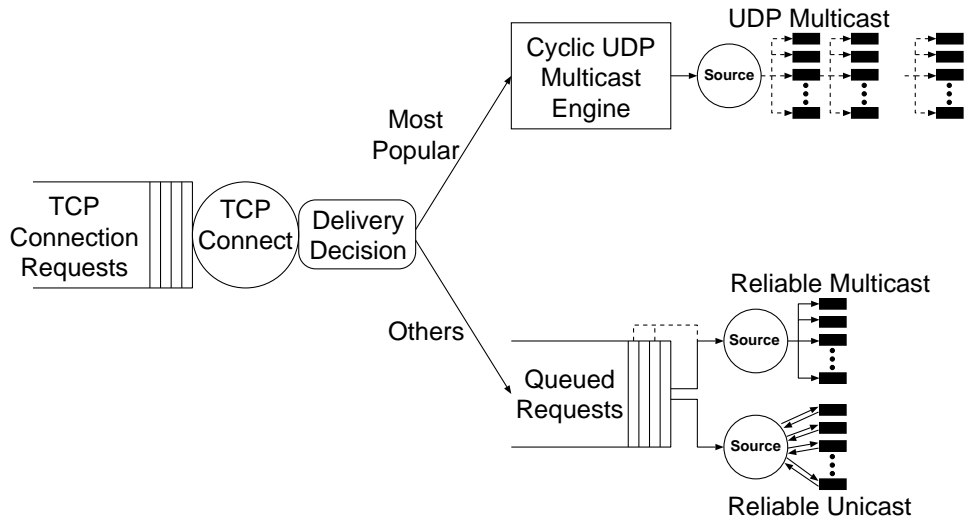 UDP Multicast
Cyclic UDP
Multicast
Engine
Source
Most
Popular
TCP
Connection
Requests
TCP
Connect
Delivery
Decision
Others
Reliable Multicast
Source
Queued
Requests
Source
Reliable Unicast